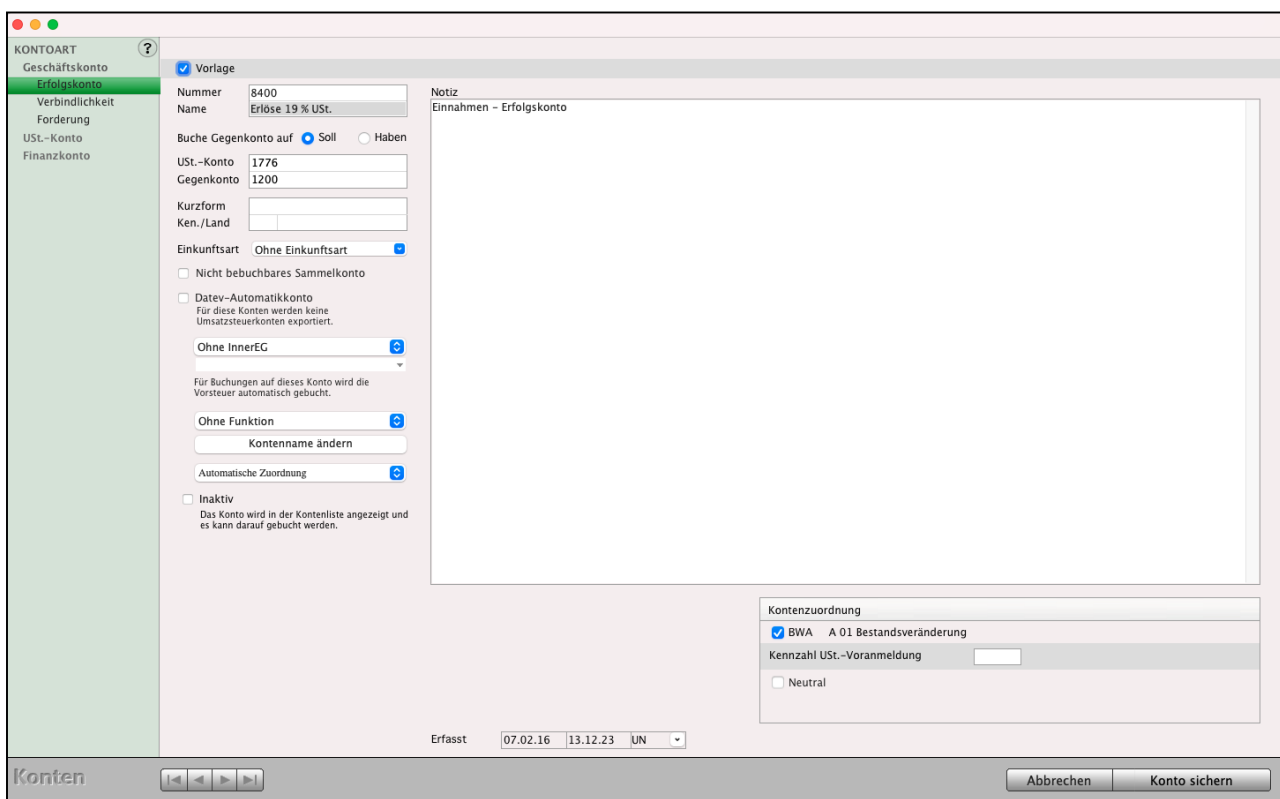 KONTOART
?
Geschäftskonto
Erfolgskonto
Verbindlichkeit
Forderung
USt.-Konto
Finanzkonto
Vorlage
Nummer 8400
Name Erlöse 19 % USt.
Buche Gegenkonto auf Soll Haben
USt.-Konto 1776
Gegenkonto 1200
Kurzform
Ken./Land
Einkunftsart Ohne Einkunftsart
Nicht bebuchbares Sammelkonto
Datev-Automatikkonto
Für diese Konten werden keine
Umsatzsteuerkonten exportiert.
Ohne InnerEG
Für Buchungen auf dieses Konto wird die
Vorsteuer automatisch gebucht.
Ohne Funktion
Kontenname ändern
Automatische Zuordnung
Inaktiv
Das Konto wird in der Kontenliste angezeigt und
es kann darauf gebucht werden.
Notiz
Einnahmen - Erfolgskonto
Kontenzuordnung
BWA A 01 Bestandsveränderung
Kennzahl USt.-Voranmeldung
Neutral
Erfasst 07.02.16 13.12.23 UN
Konten
Abbrechen Konto sichern